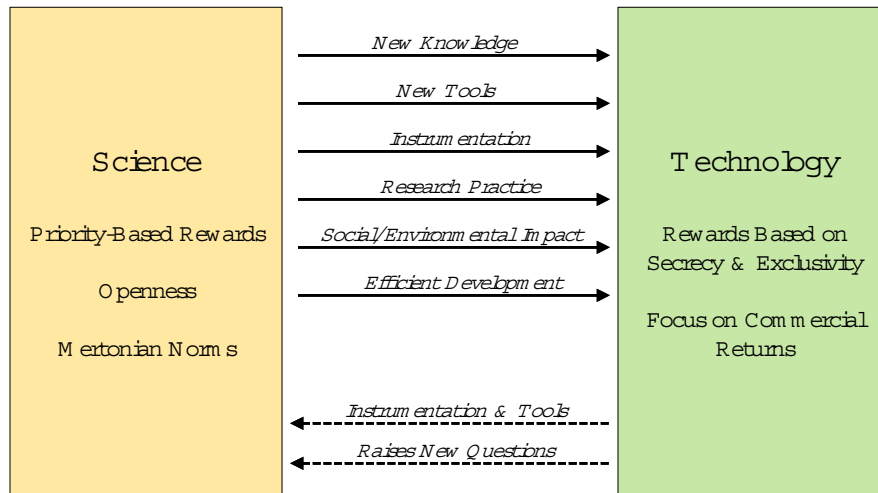 Science
Priority-Based Rewards
Openness
Mertonian Norms
New Knowledge
New Tools
Instrumentation
Research Practice
Social/Environmental Impact
Efficient Development
Instrumentation & Tools
Raises New Questions
Technology
Rewards Based on
Secrecy & Exclusivity
Focus on Commercial
Returns